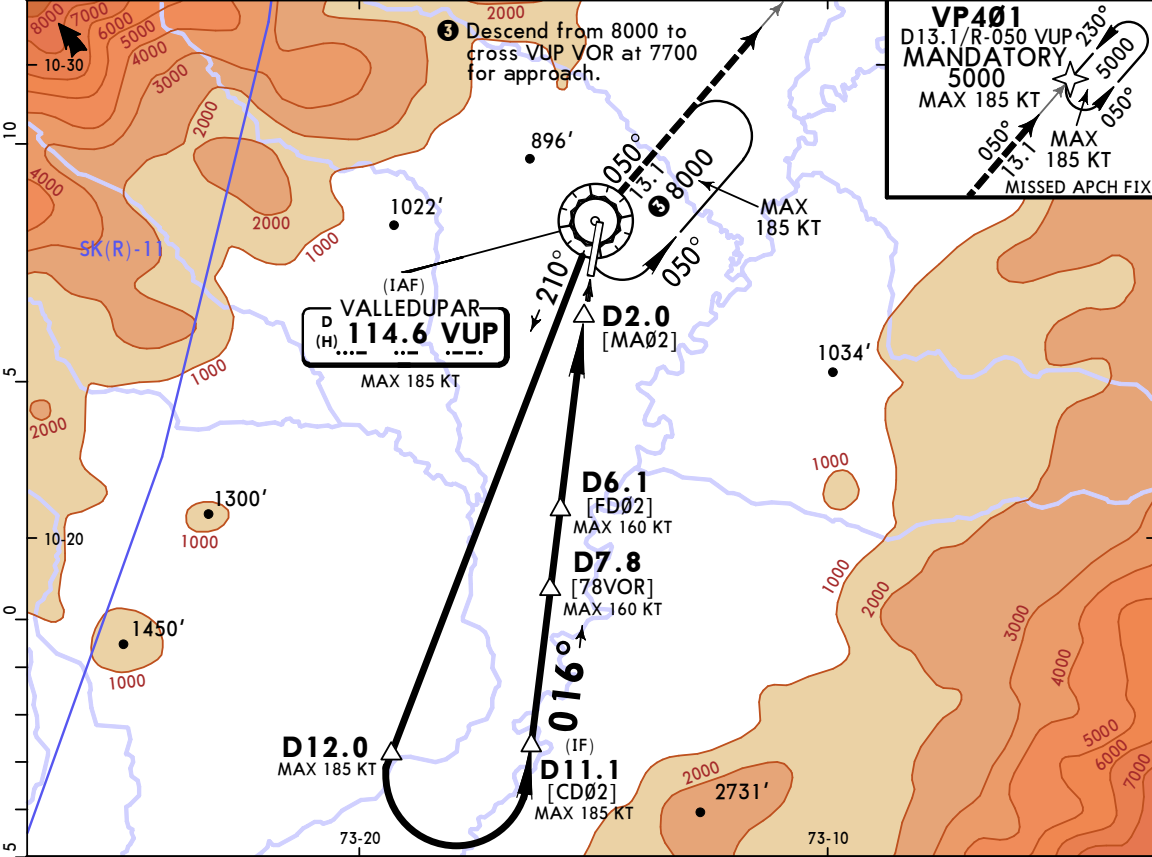 8000
7000
6000
5000
4000
3000
10-30
2000
❸ Descend from 8000 to
cross VUP VOR at 7700
for approach.
VP4Ø1
D13.1/R-050 VUP
MANDATORY
5000
MAX 185 KT
230°
5000
050°
050°
13.1
MAX
185 KT
MISSED APCH FIX
10
2000
896'
050°
13.1
❸ 8000
MAX
185 KT
050°
4000
1022'
2000
1000
SK(R)-11
(IAF)
VALLEDUPAR
D
(H) 114.6 VUP
MAX 185 KT
210°
D2.0
[MAØ2]
1034'
5
1000
2000
1000
D6.1
[FDØ2]
MAX 160 KT
1300'
1000
10-20
D7.8
[78VOR]
MAX 160 KT
1000
2000
3000
4000
5000
6000
7000
0
1450'
1000
016°
(IF)
D12.0
MAX 185 KT
D11.1
[CDØ2]
MAX 185 KT
2000
2731'
5
73-20
73-10